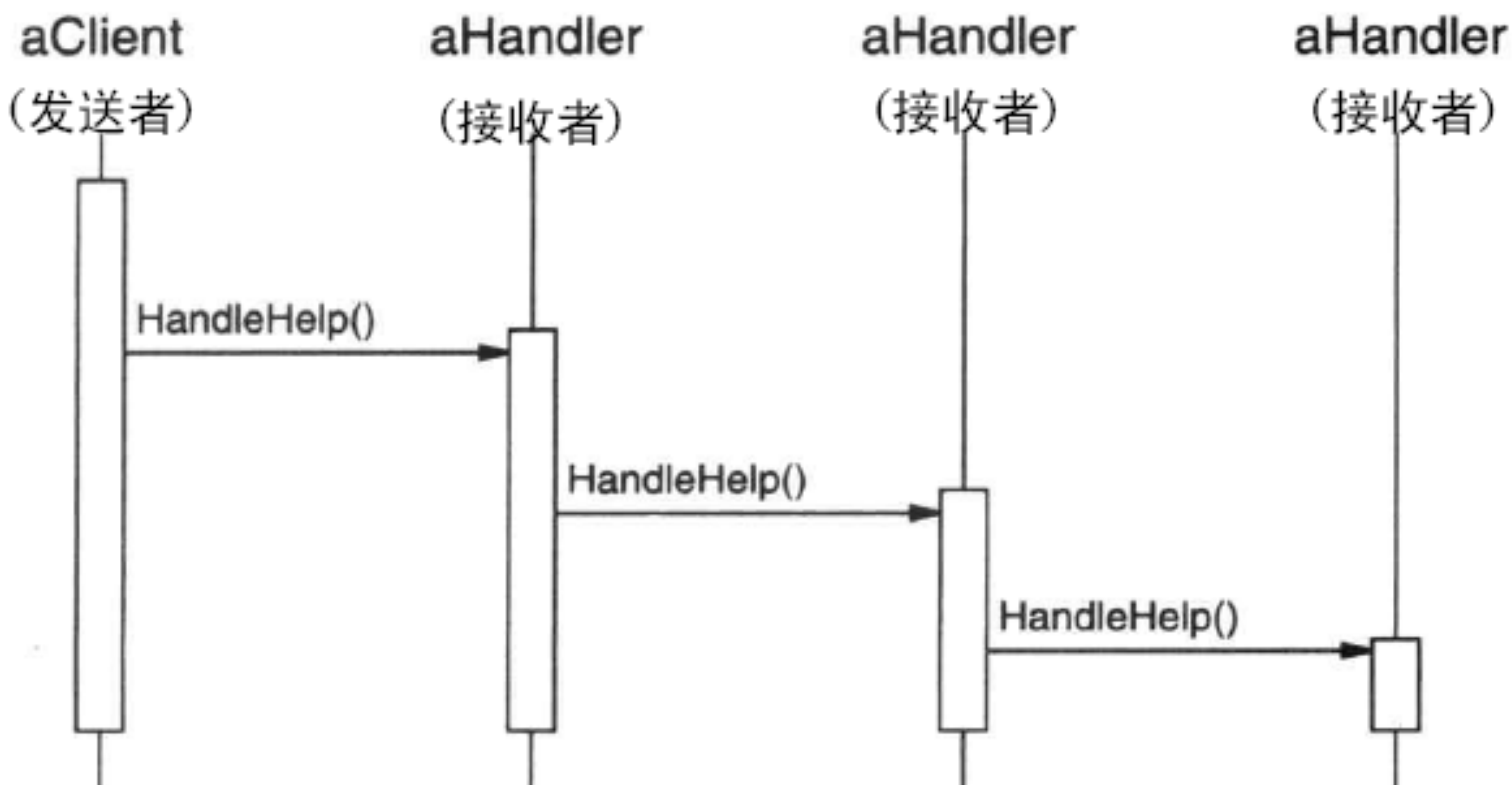 aClient
(发送者)
aHandler
(接收者)
aHandler
(接收者)
aHandler
(接收者)
HandleHelp()
HandleHelp()
HandleHelp()